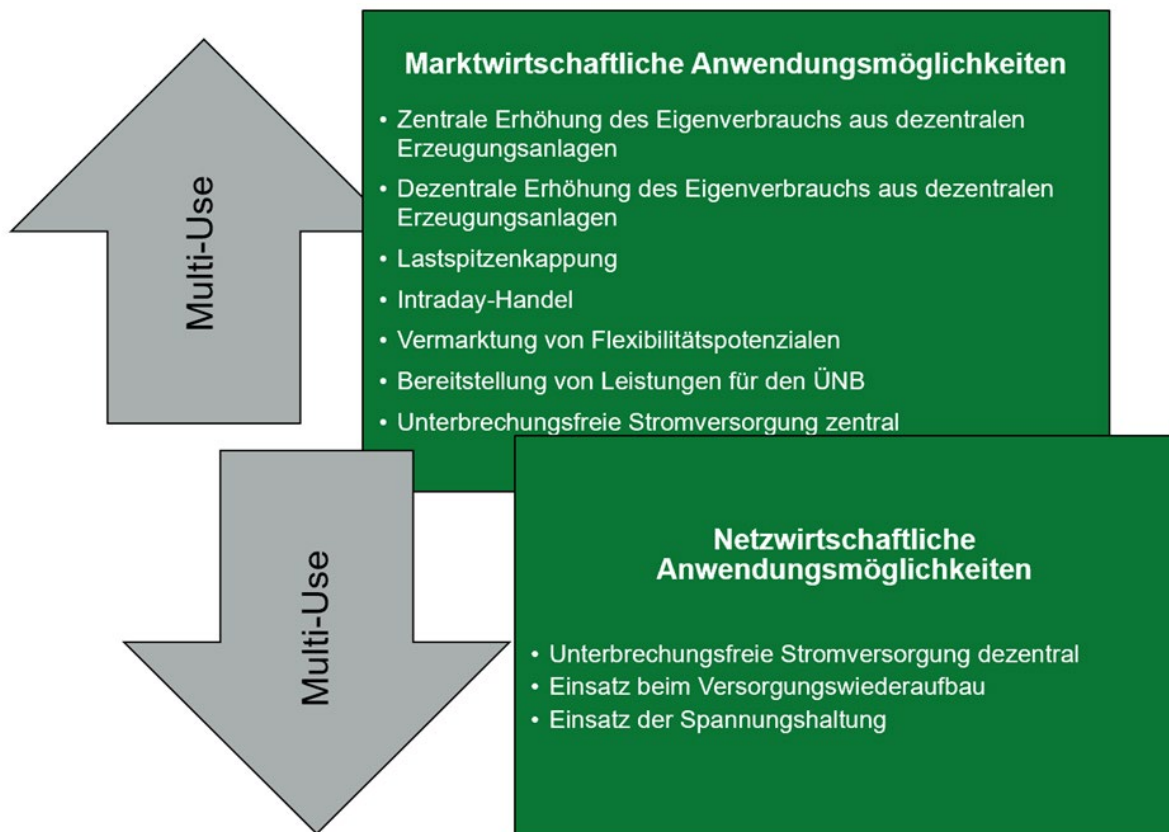 Multi-Use
Marktwirtschaftliche Anwendungsmöglichkeiten
• Zentrale Erhöhung des Eigenverbrauchs aus dezentralen
Erzeugungsanlagen
• Dezentrale Erhöhung des Eigenverbrauchs aus dezentralen
Erzeugungsanlagen
• Lastspitzenkappung
• Intraday-Handel
• Vermarktung von Flexibilitätspotenzialen
• Bereitstellung von Leistungen für den ÜNB
• Unterbrechungsfreie Stromversorgung zentral
Multi-Use
Netzwirtschaftliche
Anwendungsmöglichkeiten
• Unterbrechungsfreie Stromversorgung dezentral
• Einsatz beim Versorgungswiederaufbau
• Einsatz der Spannungshaltung